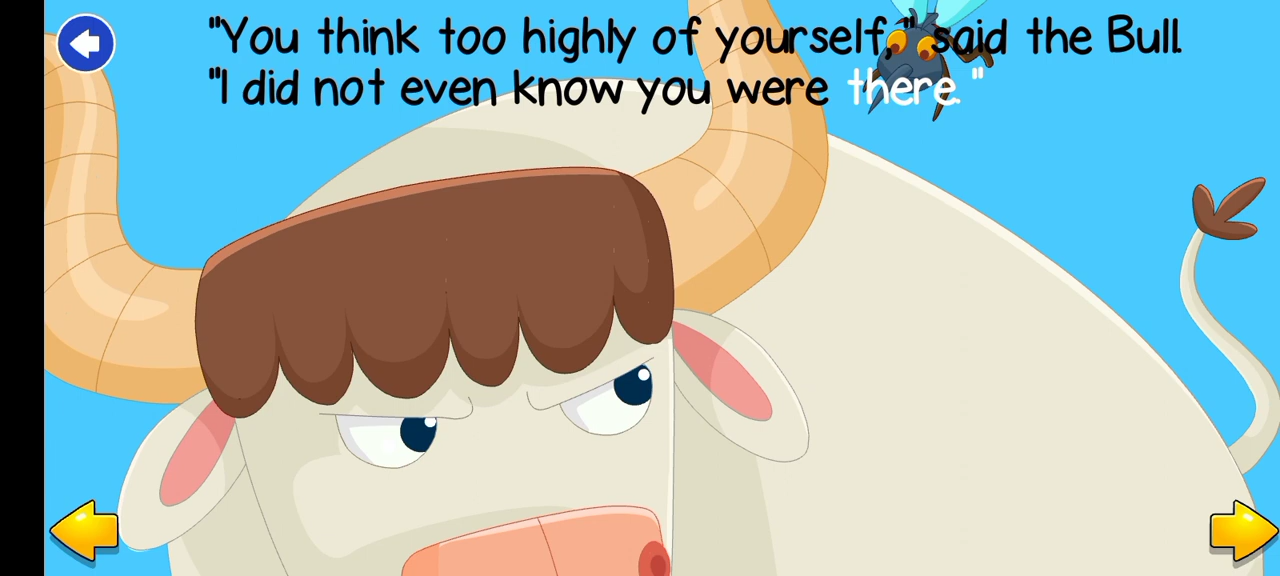 "You think too highly of yourself," said the Bull.
"I did not even know you were there."